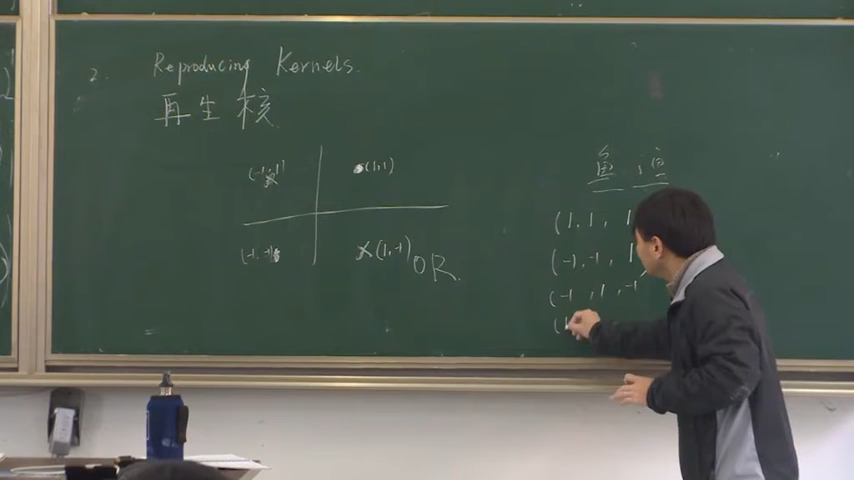 2. Reproducing Kernels.
再生核
(-1, 1) (1,1)
(-1, -1) (1,-1) OR
(1, 1, 1
(-1, -1, 1
(-1, 1, -1
(1